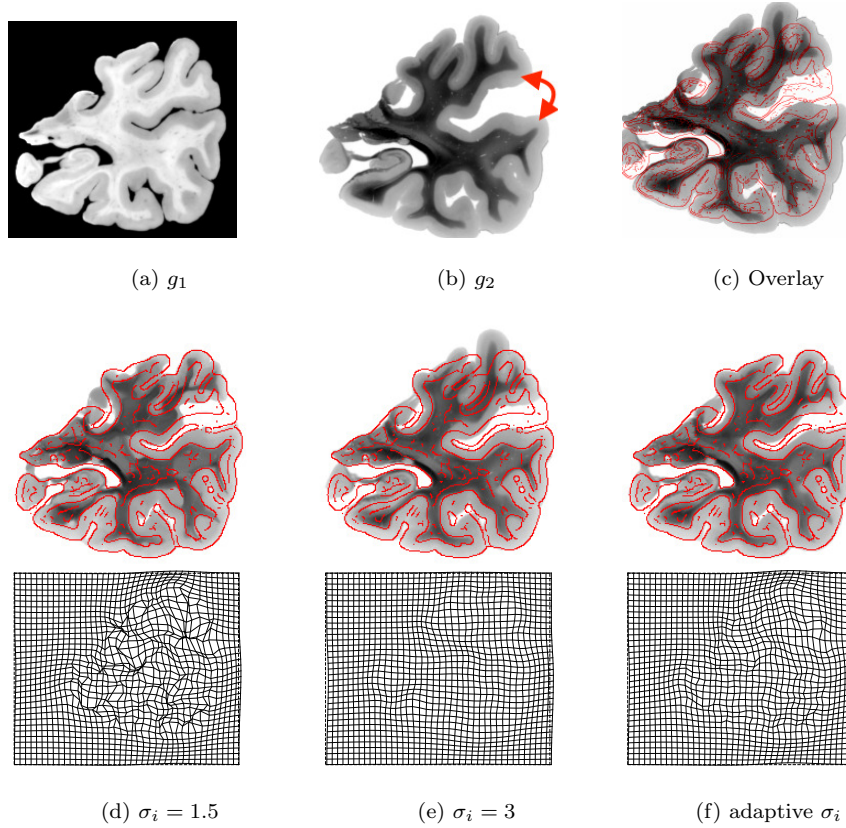 (a) g₁
(b) g₂
(c) Overlay
(d) σᵢ = 1.5
(e) σᵢ = 3
(f) adaptive σᵢ